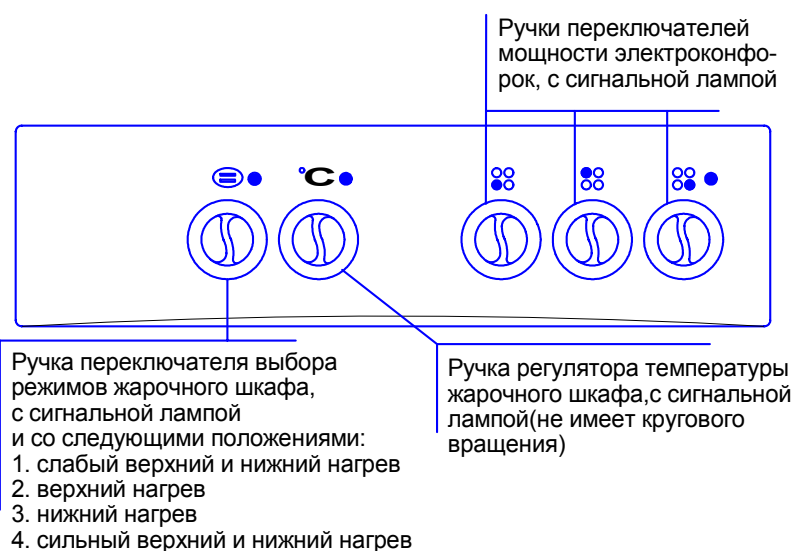 Ручки переключателей
мощности электроконфо-
рок, с сигнальной лампой
°C
Ручка переключателя выбора
режимов жарочного шкафа,
с сигнальной лампой
и со следующими положениями:
1. слабый верхний и нижний нагрев
2. верхний нагрев
3. нижний нагрев
4. сильный верхний и нижний нагрев
Ручка регулятора температуры
жарочного шкафа,с сигнальной
лампой(не имеет кругового
вращения)